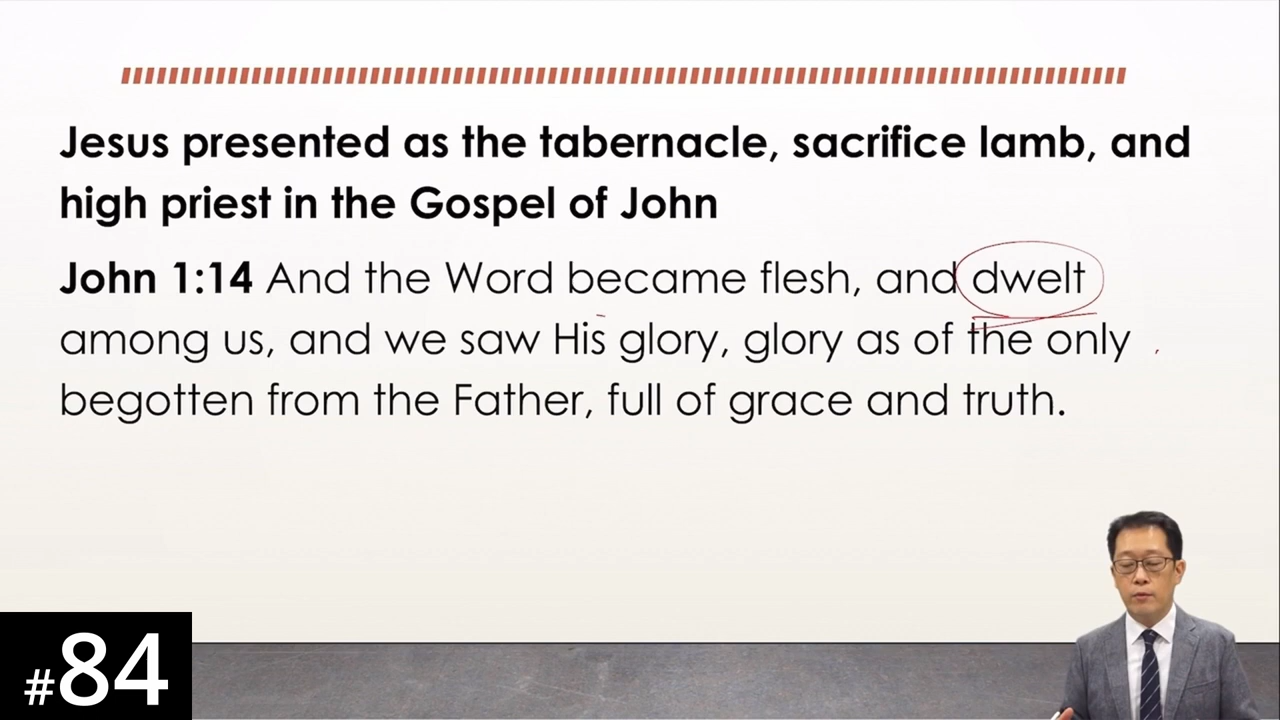 Jesus presented as the tabernacle, sacrifice lamb, and
high priest in the Gospel of John
John 1:14 And the Word became flesh, and dwelt
among us, and we saw His glory, glory as of the only
begotten from the Father, full of grace and truth.
#84